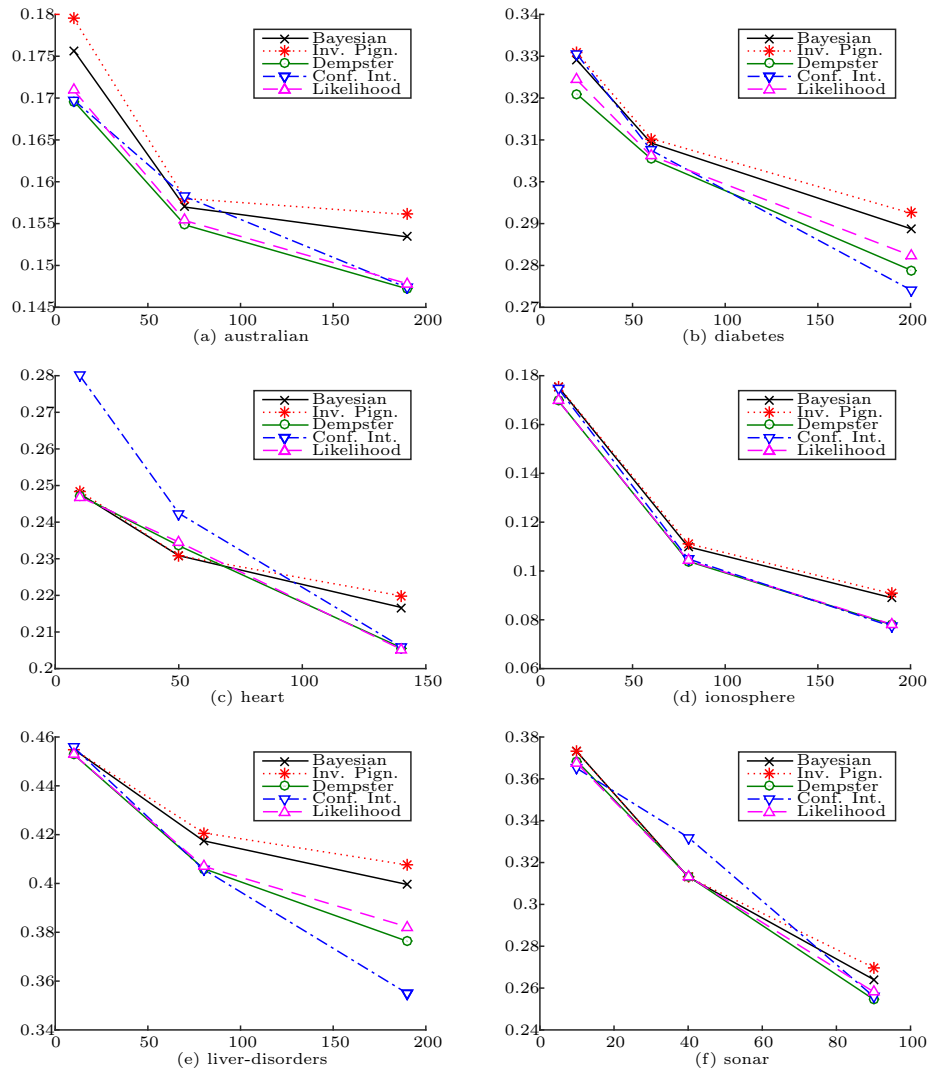 0.18
0.17
0.165
0.16
0.155
0.15
0.145
0
50
100
150
200
Bayesian
Inv. Pign.
Dempster
Conf. Int.
Likelihood
(a) australian
0.34
0.33
0.32
0.31
0.3
0.29
0.28
0.27
0
50
100
150
200
Bayesian
Inv. Pign.
Dempster
Conf. Int.
Likelihood
(b) diabetes
0.28
0.27
0.25
0.24
0.23
0.22
0.21
0.2
0
50
100
150
Bayesian
Inv. Pign.
Dempster
Conf. Int.
Likelihood
(c) heart
0.18
0.16
0.14
0.11
0.1
0.08
0.06
0
50
100
150
200
Bayesian
Inv. Pign.
Dempster
Conf. Int.
Likelihood
(d) ionosphere
0.46
0.44
0.42
0.4
0.38
0.36
0.34
0
50
100
150
200
Bayesian
Inv. Pign.
Dempster
Conf. Int.
Likelihood
(e) liver-disorders
0.38
0.36
0.34
0.32
0.3
0.26
0.26
0.24
0
20
40
60
80
100
Bayesian
Inv. Pign.
Dempster
Conf. Int.
Likelihood
(f) sonar